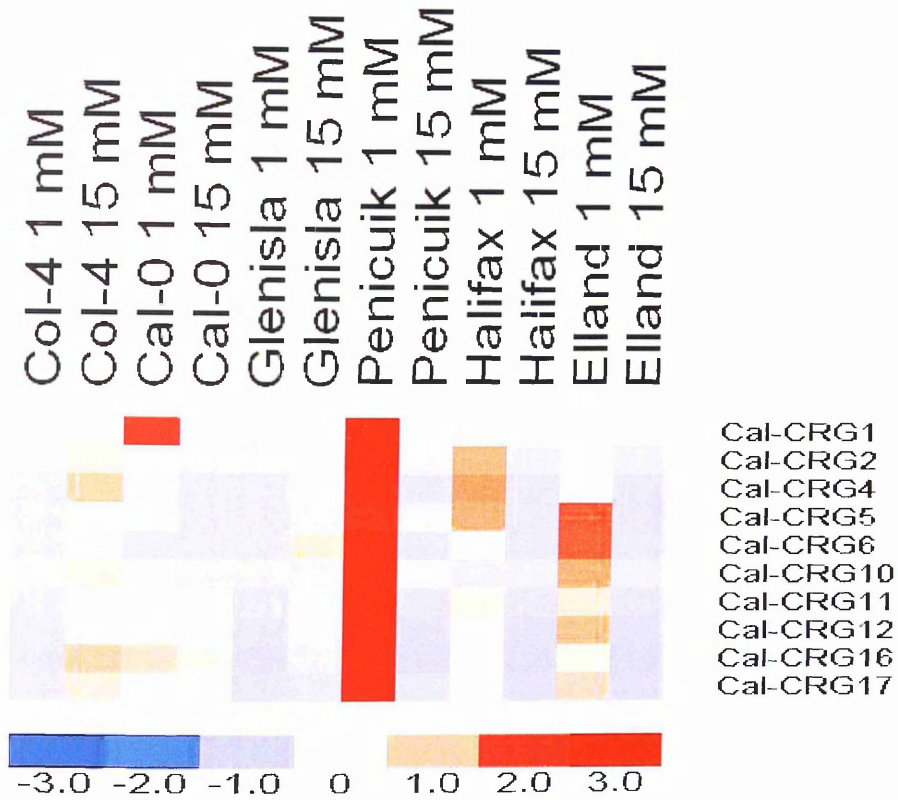 Col-4 1 mM
Col-4 15 mM
Cal-0 1 mM
Cal-0 15 mM
Glenisla 1 mM
Glenisla 15 mM
Penicuik 1 mM
Penicuik 15 mM
Halifax 1 mM
Halifax 15 mM
Elland 1 mM
Elland 15 mM
Cal-CRG1
Cal-CRG2
Cal-CRG4
Cal-CRG5
Cal-CRG6
Cal-CRG10
Cal-CRG11
Cal-CRG12
Cal-CRG16
Cal-CRG17
-3.0 -2.0 -1.0 0 1.0 2.0 3.0